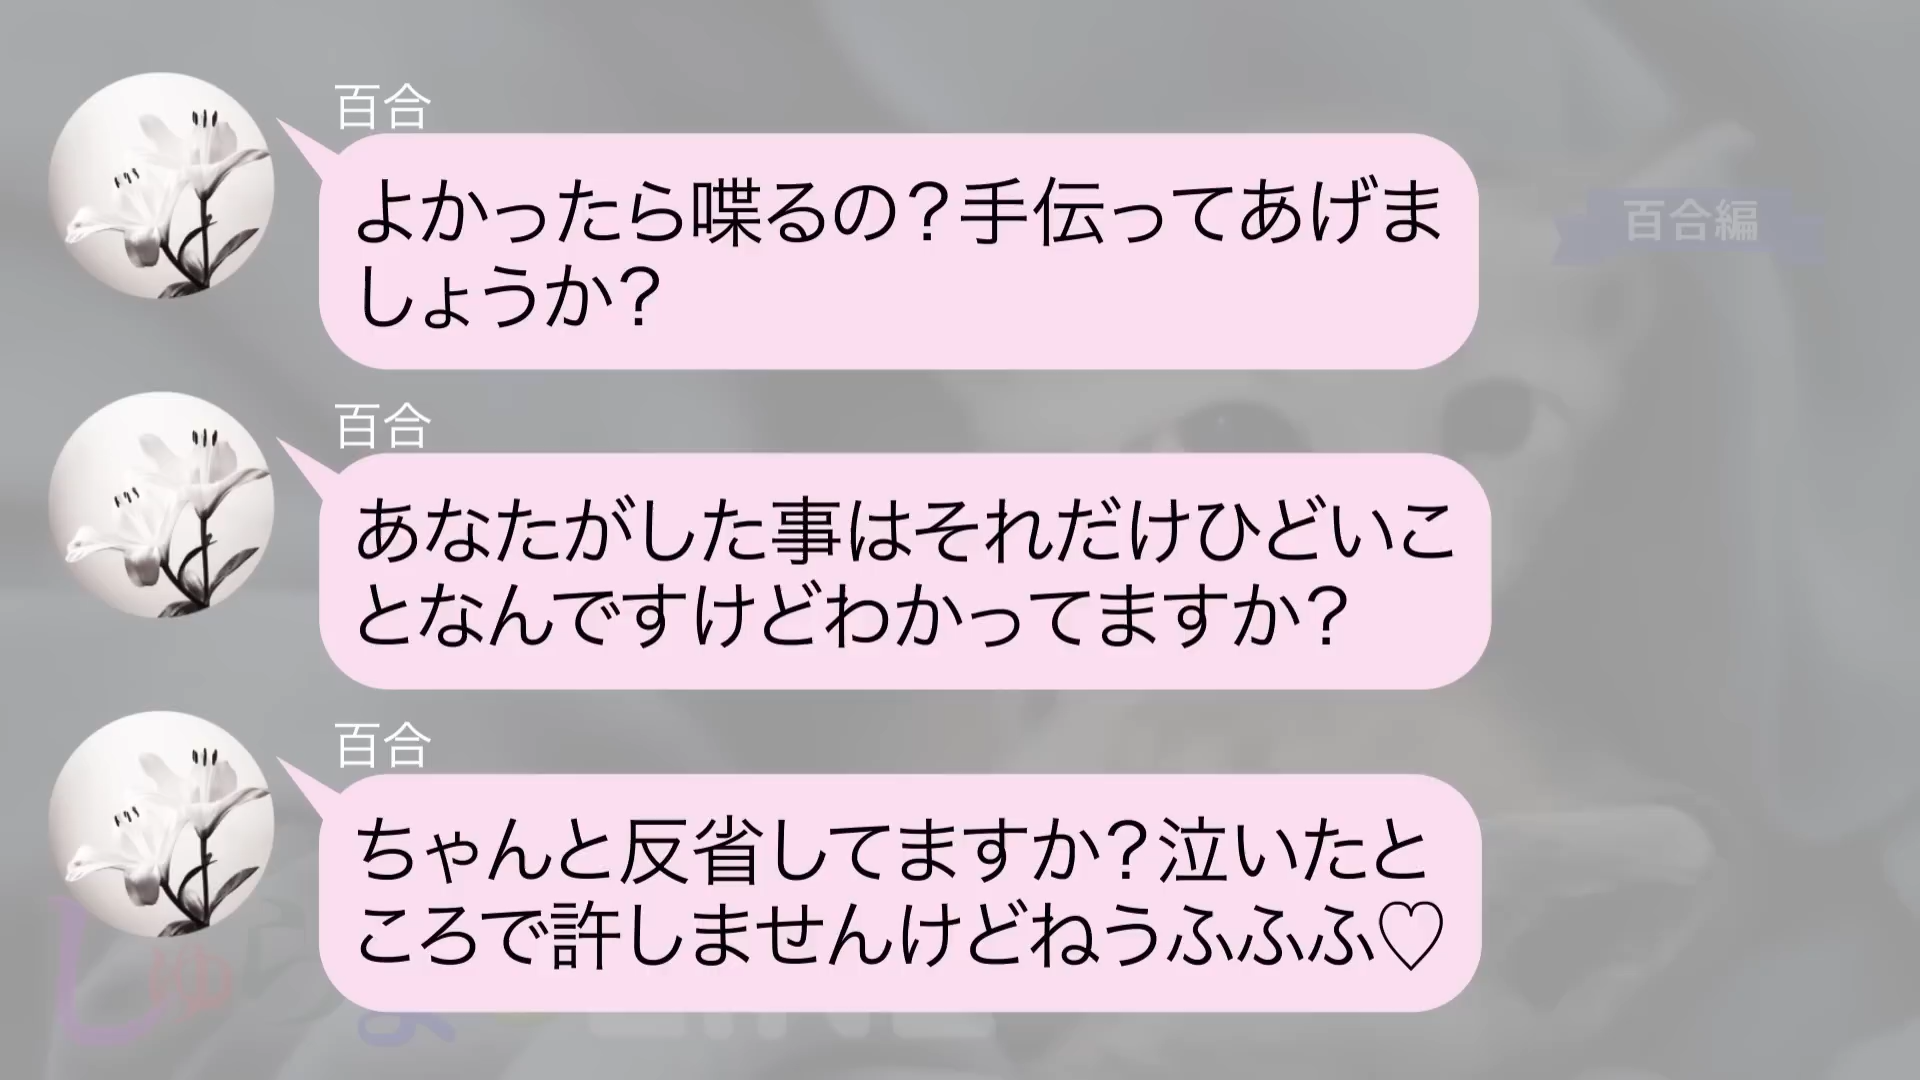 百合
よかったら喋るの？手伝ってあげま
しょうか？
百合編
百合
あなたがした事はそれだけひどいこ
となんですけどわかってますか？
百合
ちゃんと反省してますか？泣いたと
ころで許しませんけどねうふふふ♡